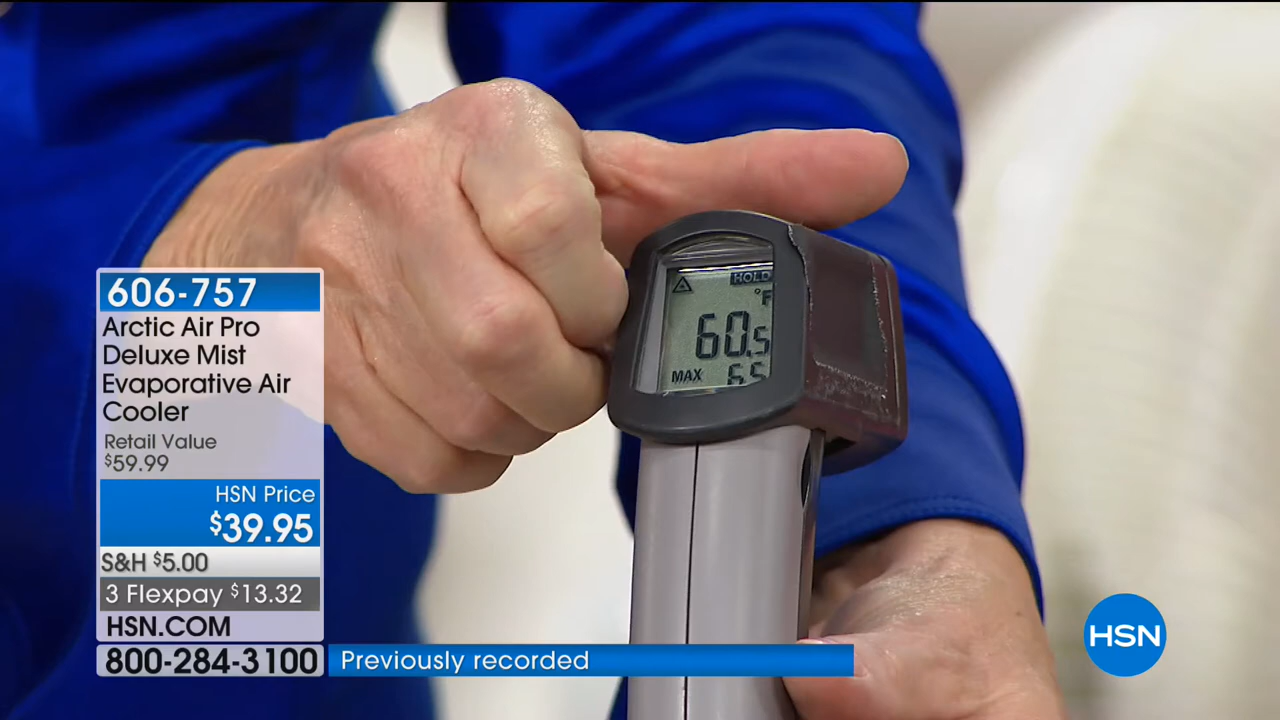 606-757
Arctic Air Pro
Deluxe Mist
Evaporative Air
Cooler
Retail Value
$59.99
HSN Price
$39.95
S&H $5.00
3 Flexpay $13.32
HSN.COM
800-284-3100
Previously recorded
HOLD
°F
60.5
MAX 65
HSN